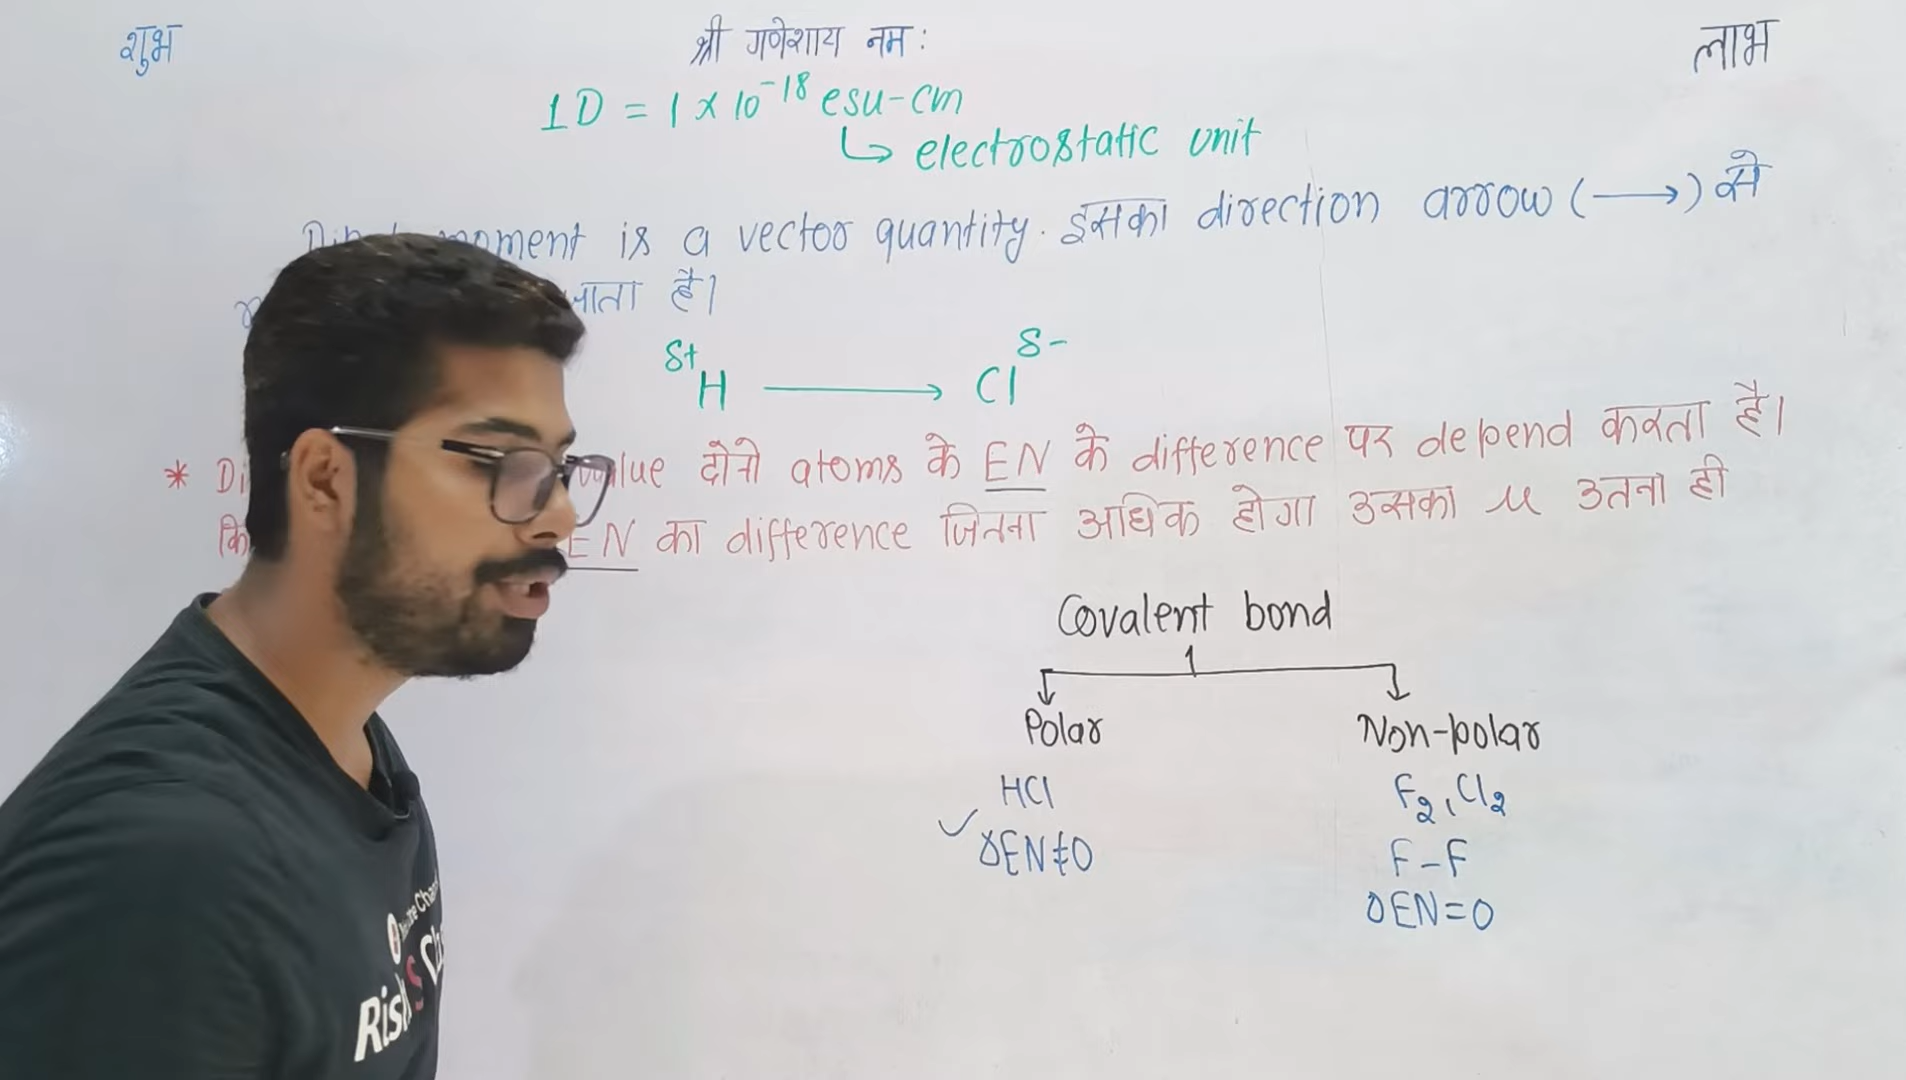 शुभ श्री गणेशाय नम: लाभ
1D = 1 × 10⁻¹⁸ esu-cm
↳ electrostatic unit
moment is a vector quantity. इसका direction arrow (⟶) से
जाता है।
δ+H ⟶ Clδ-
* value दोनो atoms के EN के difference पर depend करता है।
EN का difference जितना अधिक होगा उसका μ उतना ही
Covalent bond
Polar Non-polar
HCl F₂, Cl₂
✓ ΔEN≠0 F-F
ΔEN=0